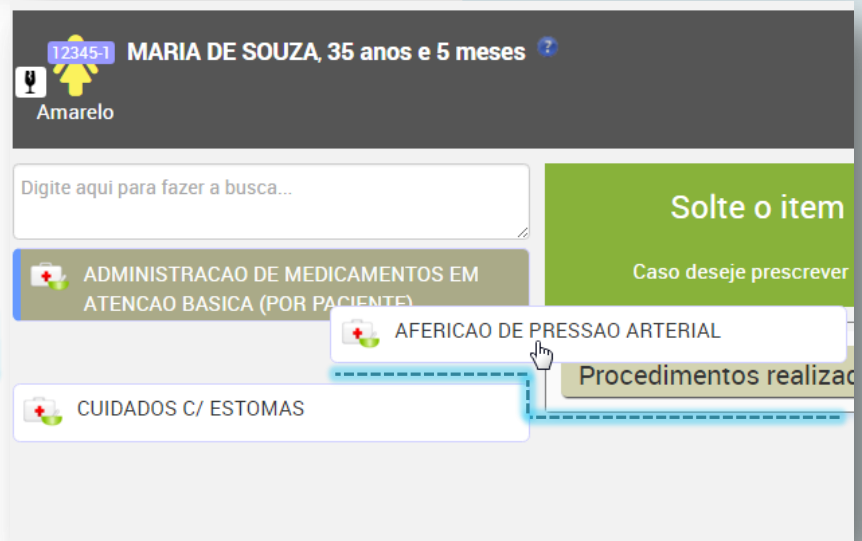 12345-1 MARIA DE SOUZA, 35 anos e 5 meses
Amarelo
Digite aqui para fazer a busca...
ADMINISTRACAO DE MEDICAMENTOS EM
ATENCAO BASICA (POR PACIENTE)
AFERICAO DE PRESSAO ARTERIAL
CUIDADOS C/ ESTOMAS
Solte o item
Caso deseje prescrever
Procedimentos realizad